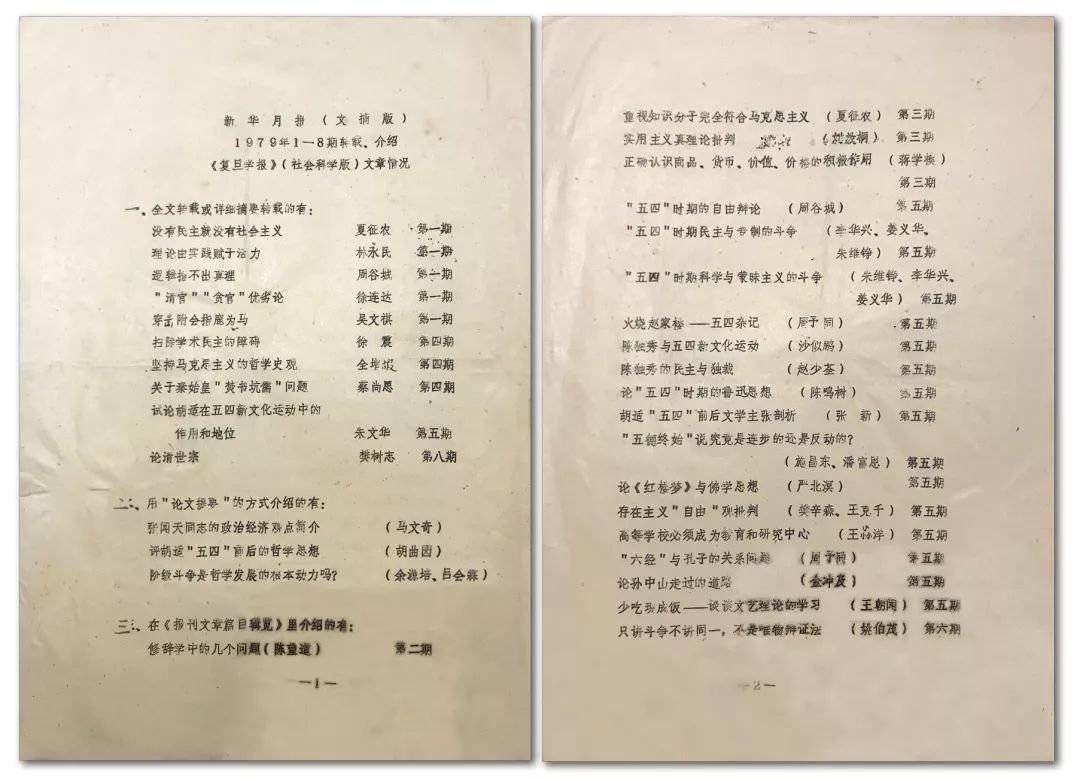 新华月报（文摘版）
1979年1—8期转载、介绍
《复旦学报》（社会科学版）文章情况
一、全文转载或详细摘要转载的有：
没有民主就没有社会主义 夏征农 第一期
理论由实践赋于活力 林永民 第一期
逻辑推不出真理 周谷城 第一期
"清官""贪官"优劣论 徐连达 第一期
穿凿附会指鹿为马 吴文祺 第一期
扫除学术民主的障碍 徐震 第四期
坚持马克思主义的哲学史观 全增嘏 第四期
关于秦始皇"焚书坑儒"问题 蔡尚思 第四期
试论胡适在五四新文化运动中的
作用和地位 朱文华 第五期
论清世宗 樊树志 第八期
二、用"论文提要"的方式介绍的有：
张闻天同志的政治经济观点简介 （马文奇）
评胡适"五四"前后的哲学思想 （胡曲园）
阶级斗争是哲学发展的根本动力吗？ （余源培、吕会霖）
三、在《报刊文章篇目辑览》里介绍的有：
修辞学中的几个问题（陈望道） 第二期
—1—
重视知识分子完全符合马克思主义 （夏征农） 第三期
实用主义真理论批判 （刘放桐） 第三期
正确认识商品、货币、价值、价格的积极作用 （蒋学模）
第三期
"五四"时期的自由辩论 （周谷城） 第五期
"五四"时期民主与专制的斗争 （李华兴、姜义华、
朱维铮） 第五期
"五四"时期科学与蒙昧主义的斗争 （朱维铮、李华兴、
姜义华） 第五期
火烧赵家楼——五四杂记 （周予同） 第五期
陈独秀与五四新文化运动 （沙似鹏） 第五期
陈独秀的民主与独裁 （赵少荃） 第五期
论"五四"时期的鲁迅思想 （陈鸣树） 第五期
胡适"五四"前后文学主张剖析 （张新） 第五期
"五德终始"说究竟是进步的还是反动的？
（施昌东、潘富恩） 第五期
论《红楼梦》与佛学思想 （严北溟） 第五期
存在主义"自由"观批判 （樊莘森、王克千） 第五期
高等学校必须成为教育和研究中心 （王 洋） 第五期
"六经"与孔子的关系问题 （周予同） 第五期
论孙中山走过的道路 （金冲及） 第五期
少吃现成饭——谈谈文艺理论的学习 （王朝闻） 第五期
只讲斗争不讲同一，不是唯物辩证法 （姚伯茂） 第六期
—2—